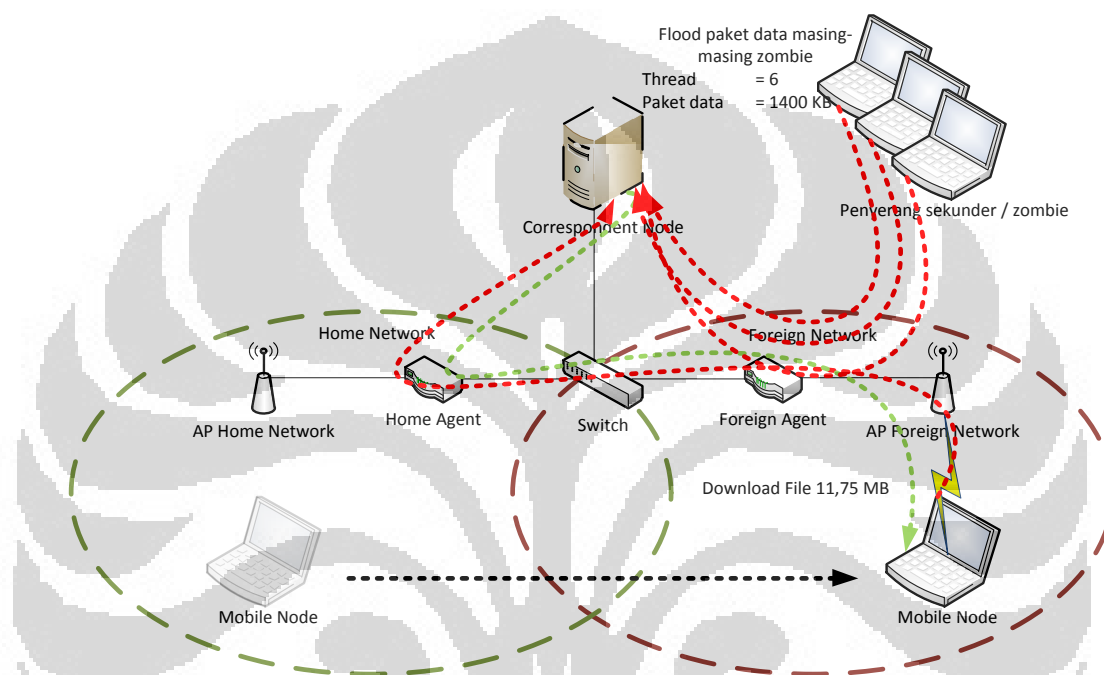 Flood paket data masing-
masing zombie
Thread = 6
Paket data = 1400 KB
Penyerang sekunder / zombie
Correspondent Node
Home Network
Foreign Network
AP Home Network
Home Agent
Switch
Foreign Agent
AP Foreign Network
Download File 11,75 MB
Mobile Node
Mobile Node